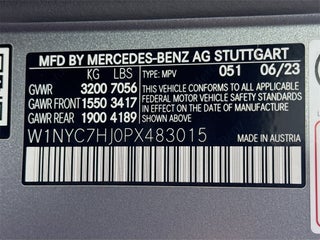 MFD BY MERCEDES-BENZ AG STUTTGART
KG LBS TYPE: MPV 051 06/23
GVWR 3200 7056
GAWR FRONT 1550 3417
GAWR REAR 1900 4189
THIS VEHICLE CONFORMS TO ALL APPLICABLE
FEDERAL MOTOR VEHICLE SAFETY
STANDARDS IN EFFECT ON THE DATE OF
MANUFACTURE SHOWN ABOVE.
W1NYC7HJ0PX483015 MADE IN AUSTRIA